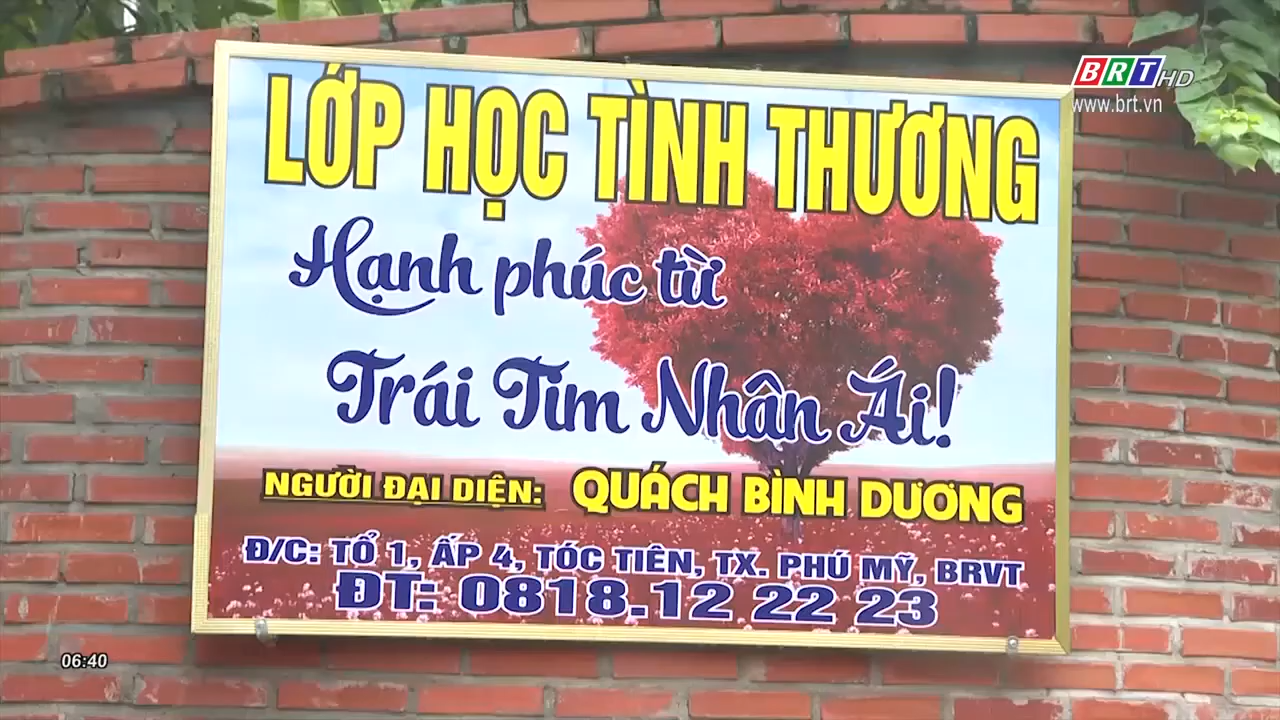 BRT HD
www.brt.vn
LỚP HỌC TÌNH THƯƠNG
Hạnh phúc từ
Trái Tim Nhân Ái!
NGƯỜI ĐẠI DIỆN: QUÁCH BÌNH DƯƠNG
Đ/C: TỔ 1, ẤP 4, TÓC TIÊN, TX. PHÚ MỸ, BRVT
ĐT: 0818.12 22 23
06:40